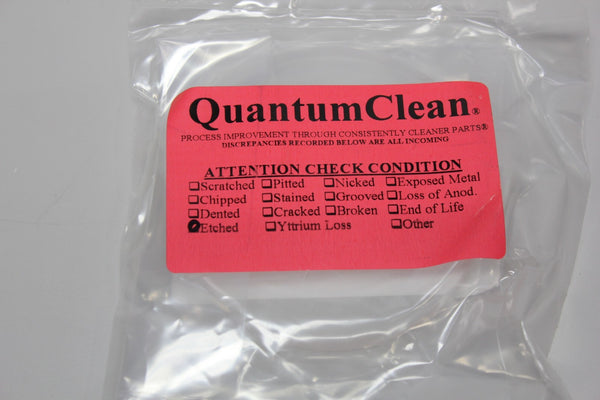 QuantumClean®
PROCESS IMPROVEMENT THROUGH CONSISTENTLY CLEANER PARTS®
DISCREPANCIES RECORDED BELOW ARE ALL INCOMING
ATTENTION CHECK CONDITION
❑Scratched ❑Pitted ❑Nicked ❑Exposed Metal
❑Chipped ❑Stained ❑Grooved ❑Loss of Anod.
❑Dented ❑Cracked ❑Broken ❑End of Life
❑Etched ❑Yttrium Loss ❑Other